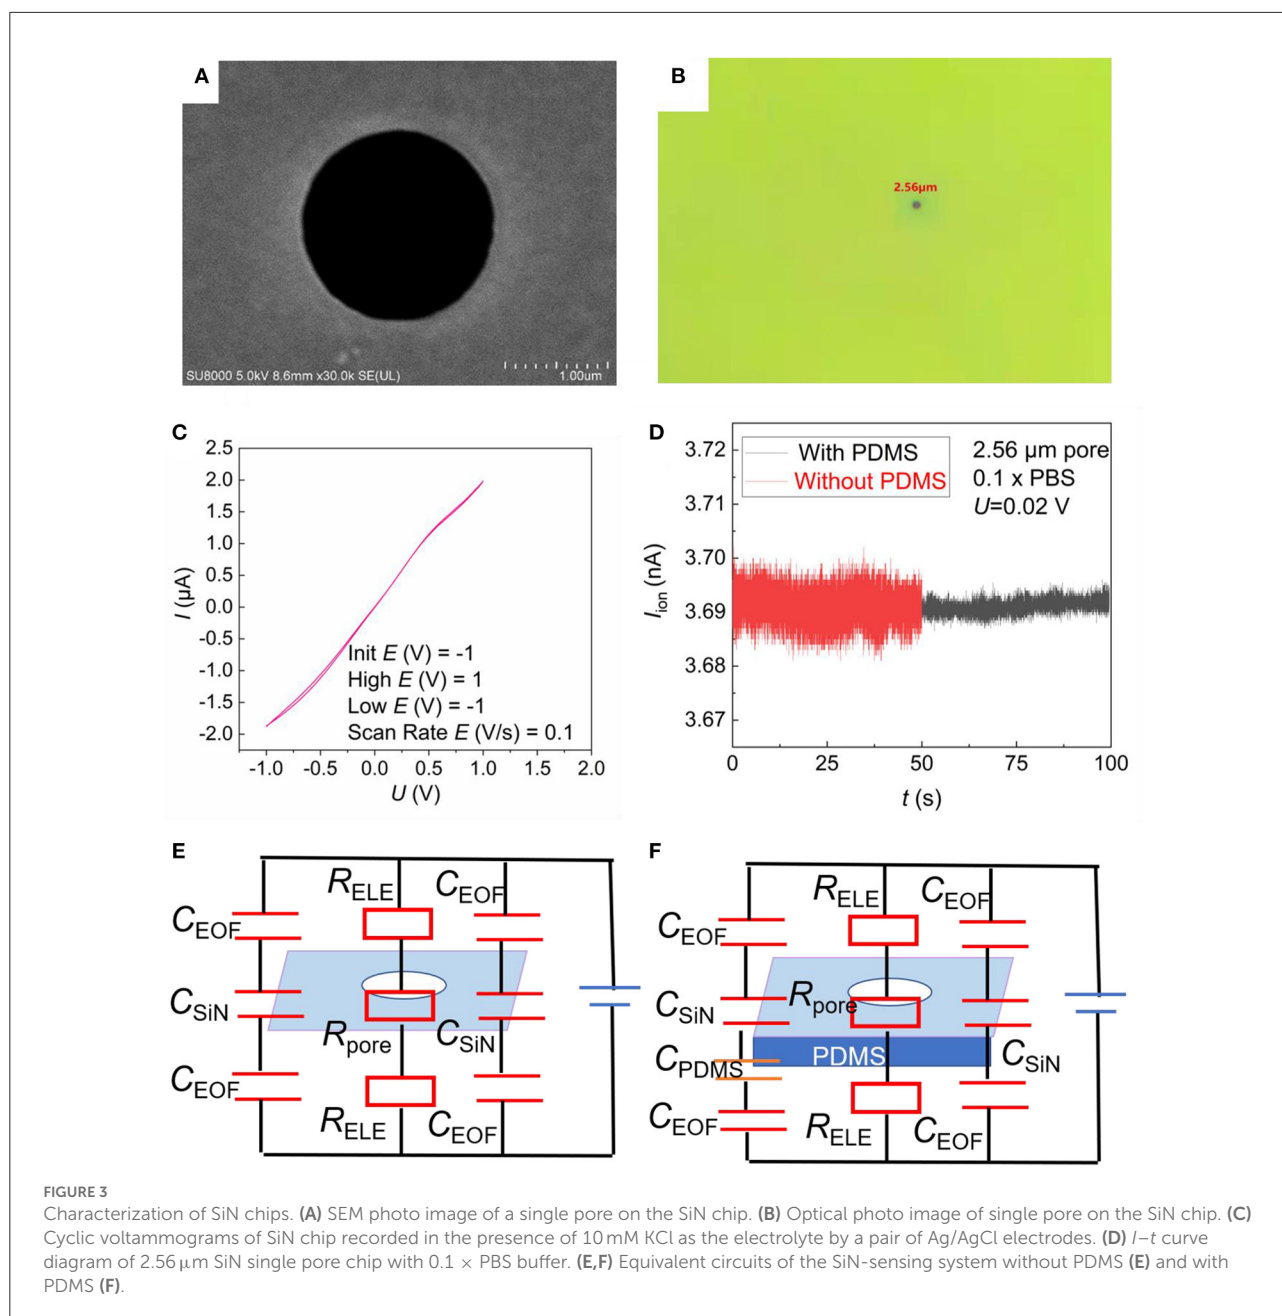 A
SU8000 5.0kV 8.6mm x30.0k SE(UL)
1.00um
B
2.56μm
C
I (μA)
2.5
2.0
1.5
1.0
0.5
0.0
-0.5
-1.0
-1.5
-2.0
Init E (V) = -1
High E (V) = 1
Low E (V) = -1
Scan Rate E (V/s) = 0.1
-1.0 -0.5 0.0 0.5 1.0 1.5 2.0
U (V)
D
Iion (nA)
3.72
3.71
3.70
3.69
3.68
3.67
With PDMS
Without PDMS
2.56 μm pore
0.1 x PBS
U=0.02 V
0 25 50 75 100
t (s)
E
RELE
CEOF
CEOF
CSiN
Rpore
CSiN
CEOF
RELE
CEOF
F
RELE
CEOF
CEOF
Rpore
CSiN
PDMS
CPDMS
CSiN
CEOF
RELE
CEOF
FIGURE 3
Characterization of SiN chips. (A) SEM photo image of a single pore on the SiN chip. (B) Optical photo image of single pore on the SiN chip. (C)
Cyclic voltammograms of SiN chip recorded in the presence of 10 mM KCl as the electrolyte by a pair of Ag/AgCl electrodes. (D) I–t curve
diagram of 2.56 μm SiN single pore chip with 0.1 × PBS buffer. (E,F) Equivalent circuits of the SiN-sensing system without PDMS (E) and with
PDMS (F).